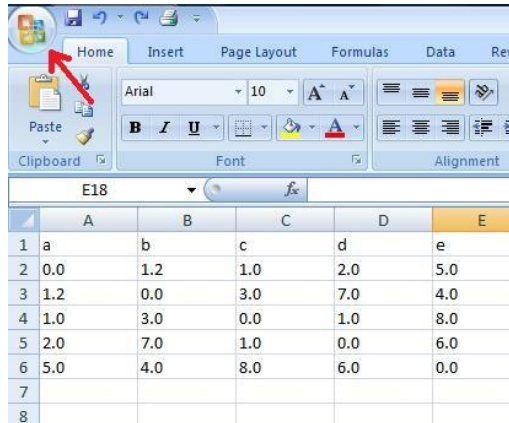 Home Insert Page Layout Formulas Data Re
Arial 10 A A
Paste B I U A
Clipboard Font Alignment
E18 fx
A B C D E
1 a b c d e
2 0.0 1.2 1.0 2.0 5.0
3 1.2 0.0 3.0 7.0 4.0
4 1.0 3.0 0.0 1.0 8.0
5 2.0 7.0 1.0 0.0 6.0
6 5.0 4.0 8.0 6.0 0.0
7
8